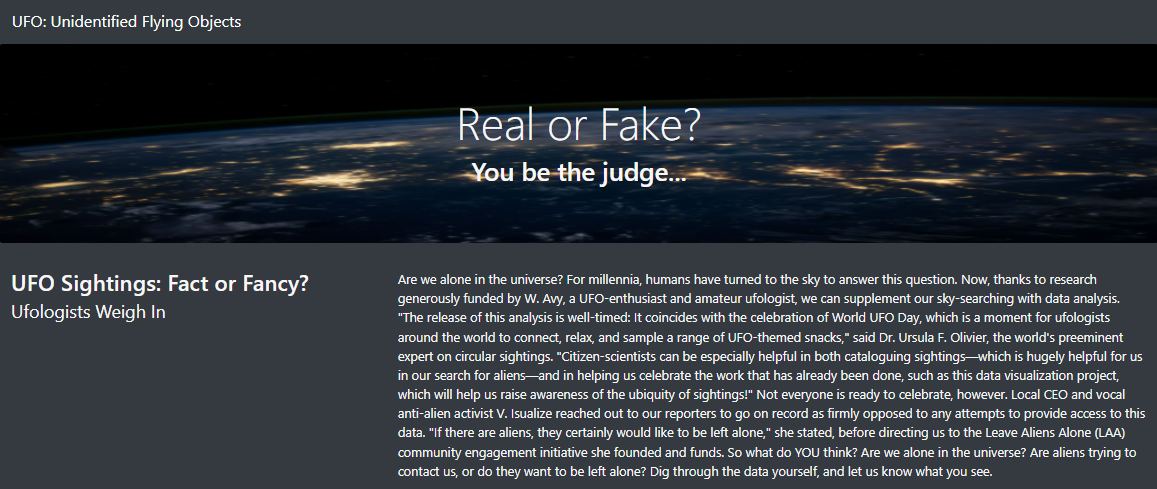 UFO: Unidentified Flying Objects
Real or Fake?
You be the judge...
UFO Sightings: Fact or Fancy?
Ufologists Weigh In
Are we alone in the universe? For millennia, humans have turned to the sky to answer this question. Now, thanks to research
generously funded by W. Avy, a UFO-enthusiast and amateur ufologist, we can supplement our sky-searching with data analysis.
"The release of this analysis is well-timed: It coincides with the celebration of World UFO Day, which is a moment for ufologists
around the world to connect, relax, and sample a range of UFO-themed snacks," said Dr. Ursula F. Olivier, the world's preeminent
expert on circular sightings. "Citizen-scientists can be especially helpful in both cataloguing sightings—which is hugely helpful for us
in our search for aliens—and in helping us celebrate the work that has already been done, such as this data visualization project,
which will help us raise awareness of the ubiquity of sightings!" Not everyone is ready to celebrate, however. Local CEO and vocal
anti-alien activist V. Isualize reached out to our reporters to go on record as firmly opposed to any attempts to provide access to this
data. "If there are aliens, they certainly would like to be left alone," she stated, before directing us to the Leave Aliens Alone (LAA)
community engagement initiative she founded and funds. So what do YOU think? Are we alone in the universe? Are aliens trying to
contact us, or do they want to be left alone? Dig through the data yourself, and let us know what you see.